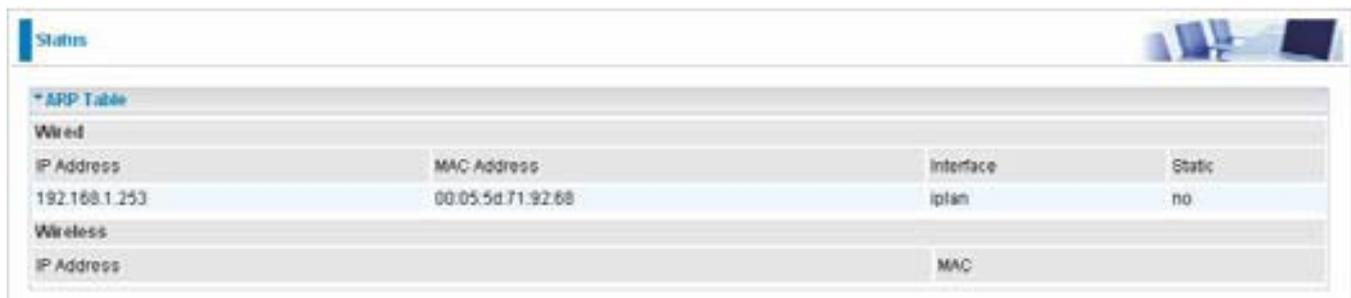 Status
ARP Table
Wired
IP Address MAC Address Interface Static
192.168.1.253 00:05:5d:71:92:68 iplan no
Wireless
IP Address MAC